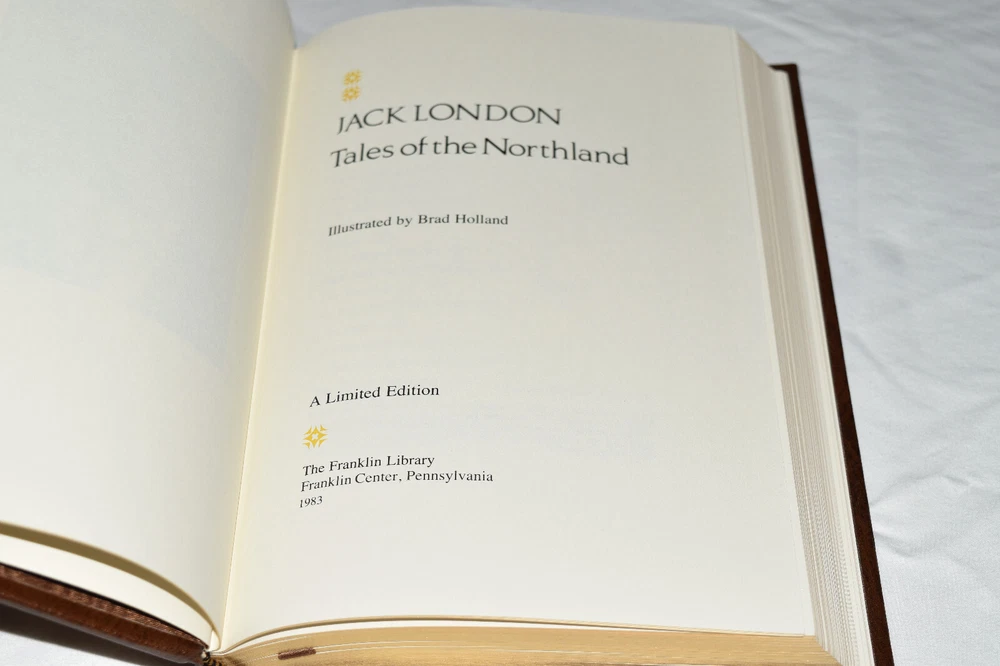 JACK LONDON
Tales of the Northland
Illustrated by Brad Holland
A Limited Edition
The Franklin Library
Franklin Center, Pennsylvania
1983